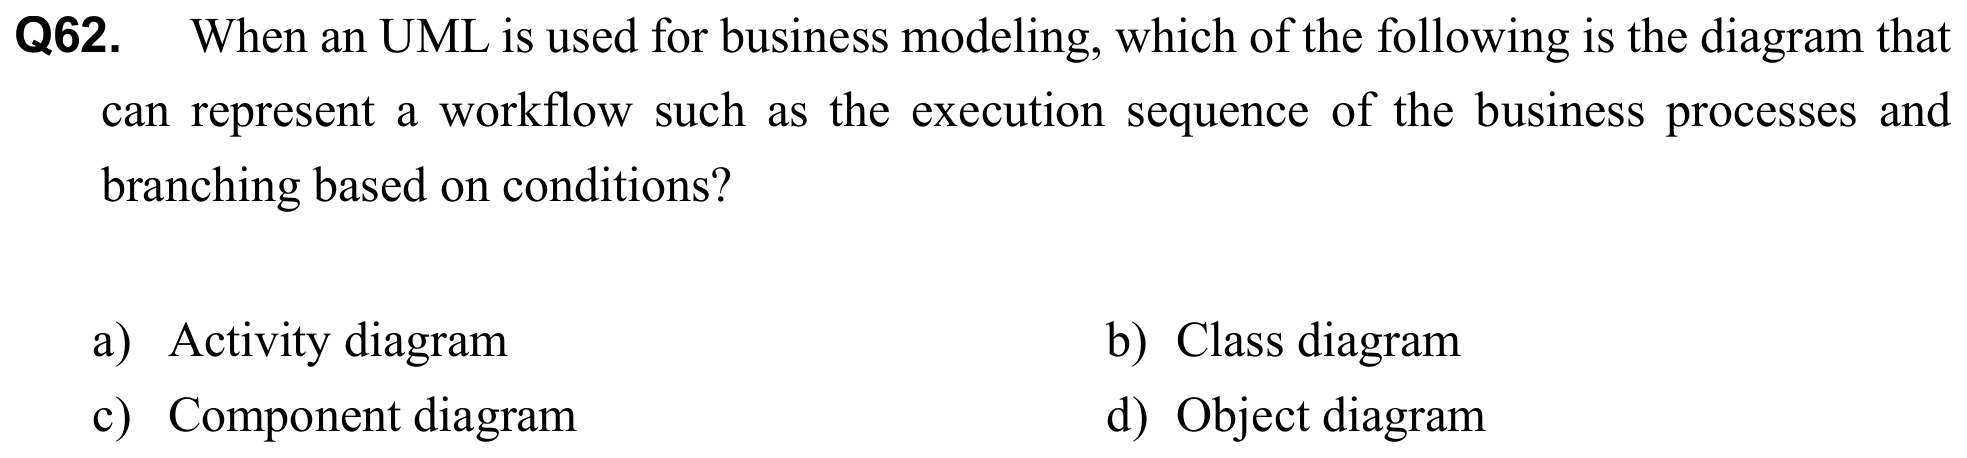 Q62. When an UML is used for business modeling, which of the following is the diagram that
can represent a workflow such as the execution sequence of the business processes and
branching based on conditions?
a) Activity diagram b) Class diagram
c) Component diagram d) Object diagram